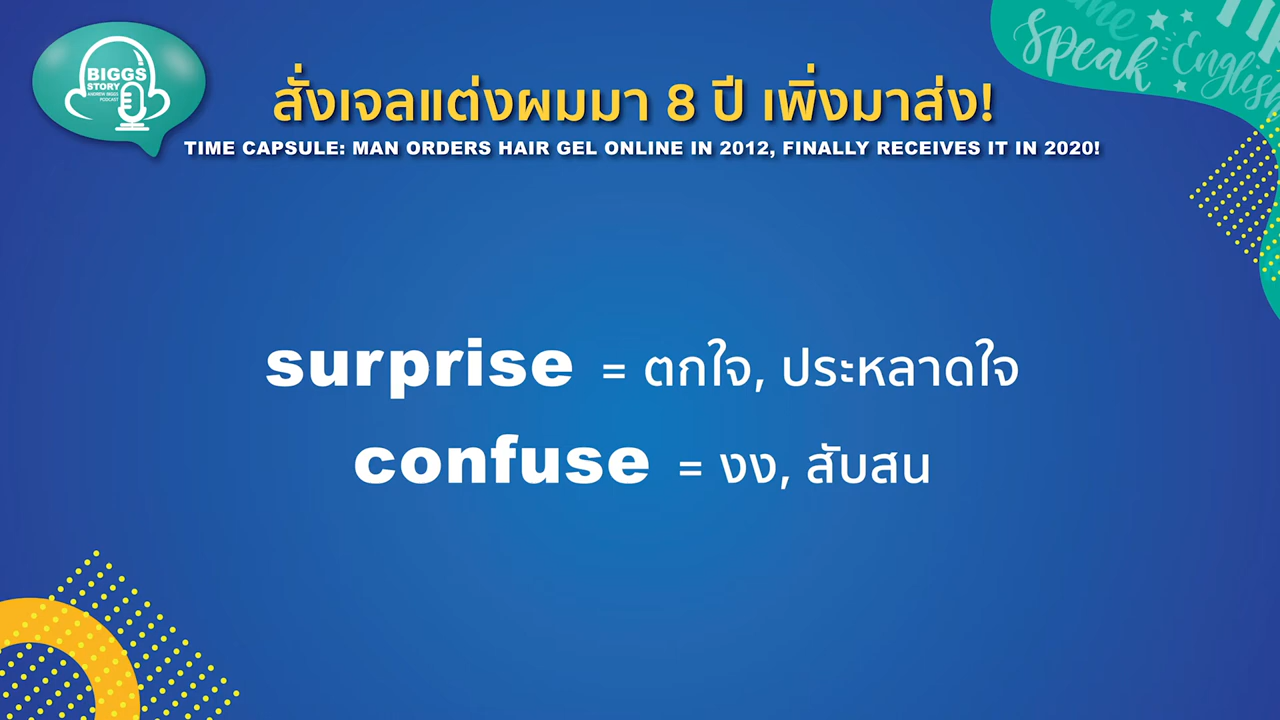 BIGGS
STORY
ANDREW BIGGS
PODCAST
สั่งเจลแต่งผมมา 8 ปี เพิ่งมาส่ง!
TIME CAPSULE: MAN ORDERS HAIR GEL ONLINE IN 2012, FINALLY RECEIVES IT IN 2020!
Speak English
surprise = ตกใจ, ประหลาดใจ
confuse = งง, สับสน